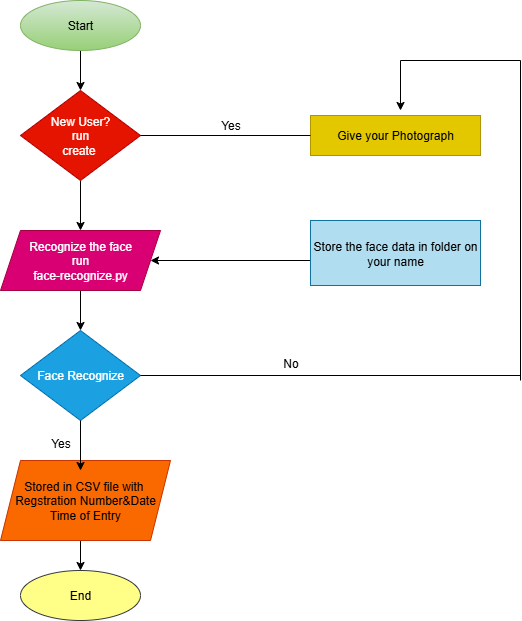 Start
New User?
run
create
Yes
Give your Photograph
Recognize the face
run
face-recognize.py
Store the face data in folder on
your name
Face Recognize
No
Yes
Stored in CSV file with
Regstration Number&Date
Time of Entry
End